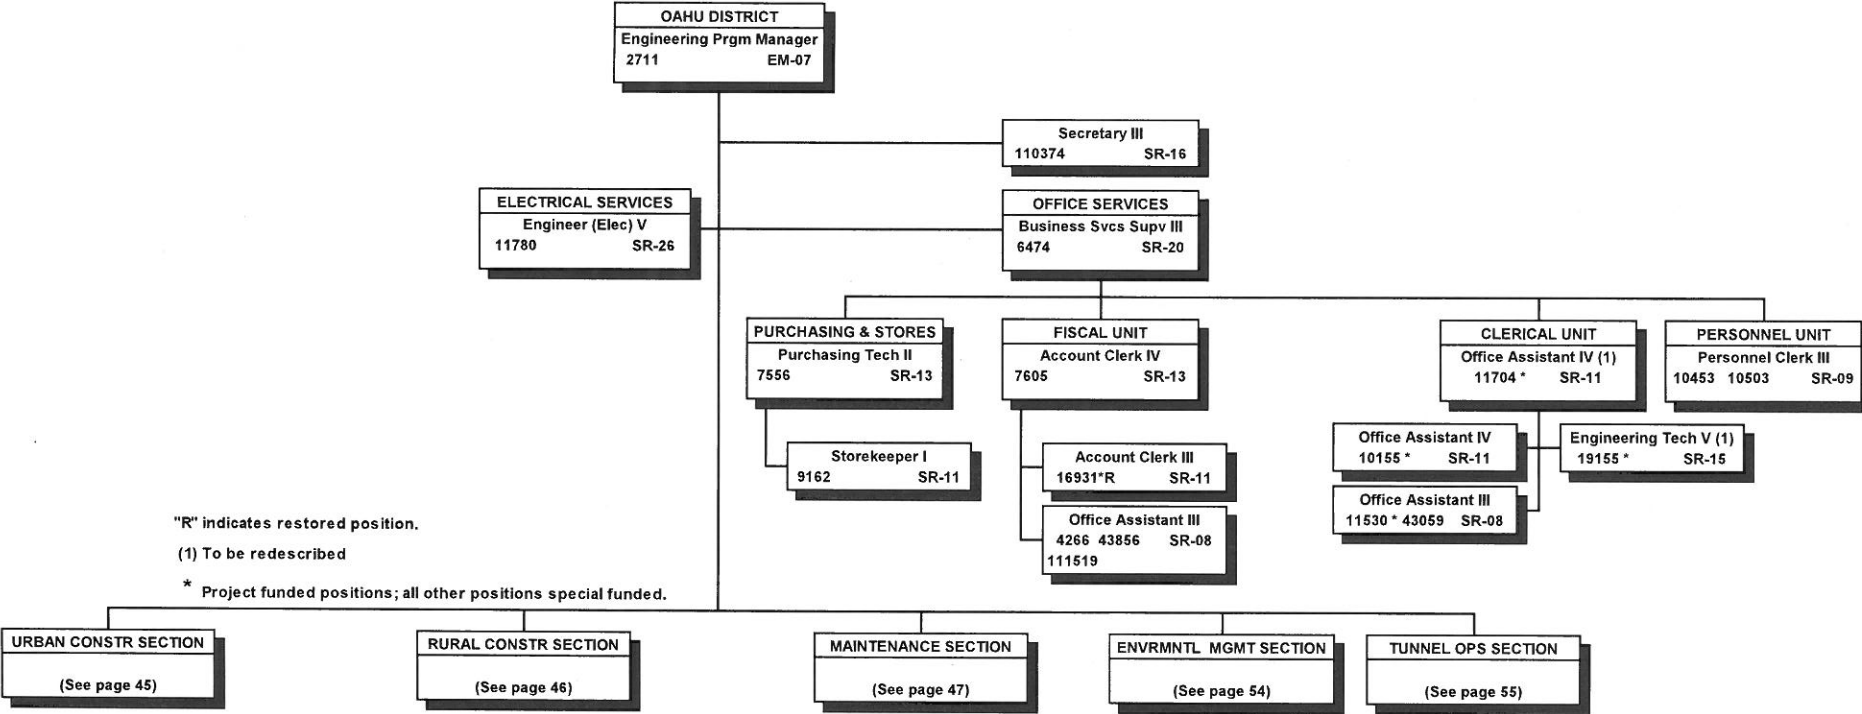 OAHU DISTRICT
Engineering Prgm Manager
2711 EM-07
Secretary III
110374 SR-16
ELECTRICAL SERVICES
Engineer (Elec) V
11780 SR-26
OFFICE SERVICES
Business Svcs Supv III
6474 SR-20
PURCHASING & STORES
Purchasing Tech II
7556 SR-13
Storekeeper I
9162 SR-11
FISCAL UNIT
Account Clerk IV
7605 SR-13
Account Clerk III
16931*R SR-11
Office Assistant III
4266 43856 SR-08
111519
CLERICAL UNIT
Office Assistant IV (1)
11704 * SR-11
Office Assistant IV
10155 * SR-11
Engineering Tech V (1)
19155 * SR-15
Office Assistant III
11530 * 43059 SR-08
PERSONNEL UNIT
Personnel Clerk III
10453 10503 SR-09
"R" indicates restored position.
(1) To be redescribed
* Project funded positions; all other positions special funded.
URBAN CONSTR SECTION
(See page 45)
RURAL CONSTR SECTION
(See page 46)
MAINTENANCE SECTION
(See page 47)
ENVRMNTL MGMT SECTION
(See page 54)
TUNNEL OPS SECTION
(See page 55)